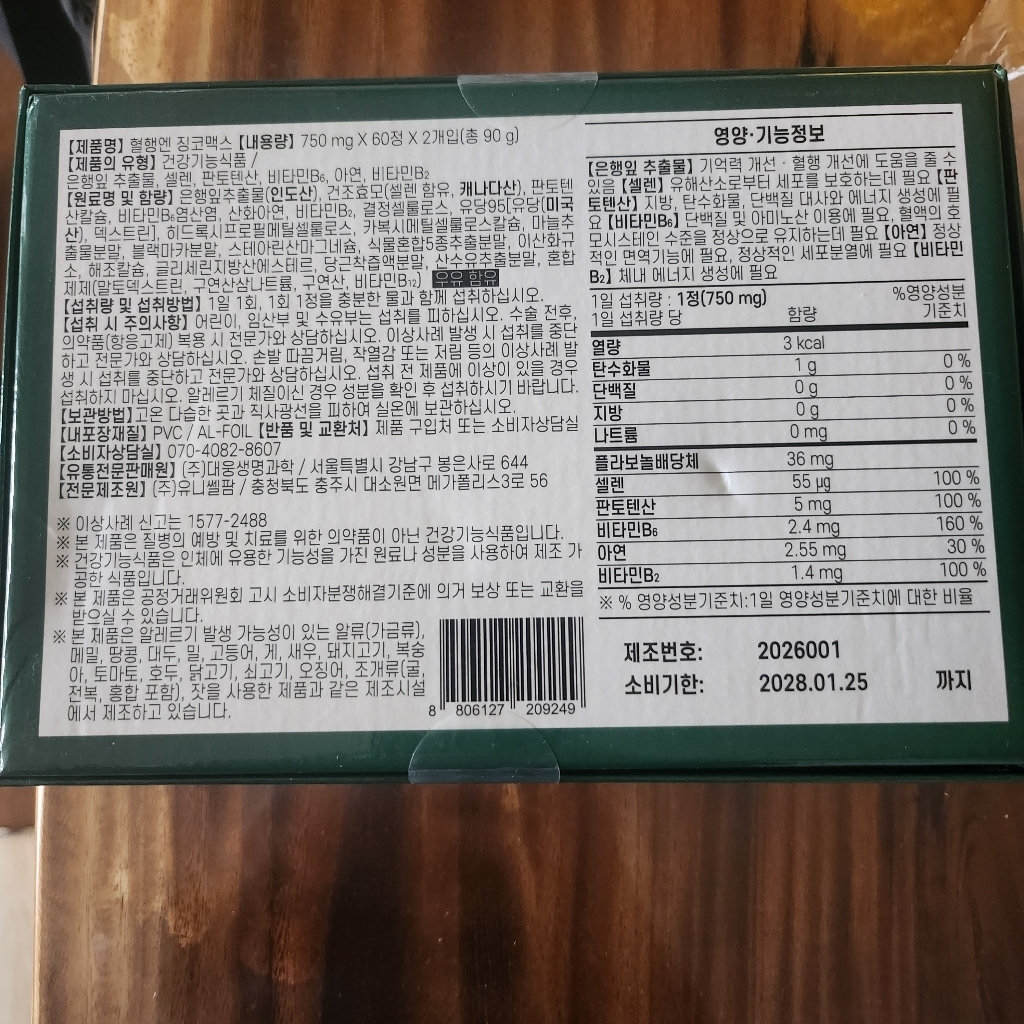 【제품명】 혈행엔 징코맥스 【내용량】 750 mg X 60정 X 2개입(총 90 g)
【제품의 유형】 건강기능식품 /
은행잎 추출물, 셀렌, 판토텐산, 비타민B₆, 아연, 비타민B₂
【원료명 및 함량】 은행잎추출물(인도산), 건조효모(셀렌 함유, 캐나다산), 판토텐
산칼슘, 비타민B₆염산염, 산화아연, 비타민B₂, 결정셀룰로스, 유당95[유당(미국
산), 덱스트린], 히드록시프로필메틸셀룰로스, 카복시메틸셀룰로스칼슘, 마늘추
출물분말, 블랙마카분말, 스테아린산마그네슘, 식물혼합5종추출분말, 이산화규
소, 해조칼슘, 글리세린지방산에스테르, 당근착즙액분말, 산수유추출분말, 혼합
제제(말토덱스트린, 구연산삼나트륨, 구연산, 비타민B₁₂) 우유 함유
【섭취량 및 섭취방법】 1일 1회, 1회 1정을 충분한 물과 함께 섭취하십시오.
【섭취 시 주의사항】 어린이, 임산부 및 수유부는 섭취를 피하십시오. 수술 전후,
의약품(항응고제) 복용 시 전문가와 상담하십시오. 이상사례 발생 시 섭취를 중단
하고 전문가와 상담하십시오. 손발 따끔거림, 작열감 또는 저림 등의 이상사례 발
생 시 섭취를 중단하고 전문가와 상담하십시오. 섭취 전 제품에 이상이 있을 경우
섭취하지 마십시오. 알레르기 체질이신 경우 성분을 확인 후 섭취하시기 바랍니다.
【보관방법】고온 다습한 곳과 직사광선을 피하여 실온에 보관하십시오.
【내포장재질】 PVC / AL-FOIL 【반품 및 교환처】 제품 구입처 또는 소비자상담실
【소비자상담실】 070-4082-8607
【유통전문판매원】 (주)대웅생명과학 / 서울특별시 강남구 봉은사로 644
【전문제조원】 (주)유니쎌팜 / 충청북도 충주시 대소원면 메가폴리스3로 56
※ 이상사례 신고는 1577-2488
※ 본 제품은 질병의 예방 및 치료를 위한 의약품이 아닌 건강기능식품입니다.
※ 건강기능식품은 인체에 유용한 기능성을 가진 원료나 성분을 사용하여 제조 가
공한 식품입니다.
※ 본 제품은 공정거래위원회 고시 소비자분쟁해결기준에 의거 보상 또는 교환을
받으실 수 있습니다.
※ 본 제품은 알레르기 발생 가능성이 있는 알류(가금류),
메밀, 땅콩, 대두, 밀, 고등어, 게, 새우, 돼지고기, 복숭
아, 토마토, 호두, 닭고기, 쇠고기, 오징어, 조개류(굴,
전복, 홍합 포함), 잣을 사용한 제품과 같은 제조시설
에서 제조하고 있습니다.
8 806127 209249
영양·기능정보
【은행잎 추출물】 기억력 개선 · 혈행 개선에 도움을 줄 수
있음 【셀렌】 유해산소로부터 세포를 보호하는데 필요 【판
토텐산】 지방, 탄수화물, 단백질 대사와 에너지 생성에 필
요 【비타민B₆】 단백질 및 아미노산 이용에 필요, 혈액의 호
모시스테인 수준을 정상으로 유지하는데 필요 【아연】 정상
적인 면역기능에 필요, 정상적인 세포분열에 필요 【비타민
B₂】 체내 에너지 생성에 필요
1일 섭취량 : 1정(750 mg) %영양성분
1일 섭취량 당 함량 기준치
열량 3 kcal
탄수화물 1 g 0 %
단백질 0 g 0 %
지방 0 g 0 %
나트륨 0 mg 0 %
플라보놀배당체 36 mg
셀렌 55 μg 100 %
판토텐산 5 mg 100 %
비타민B₆ 2.4 mg 160 %
아연 2.55 mg 30 %
비타민B₂ 1.4 mg 100 %
※ % 영양성분기준치:1일 영양성분기준치에 대한 비율
제조번호: 2026001
소비기한: 2028.01.25 까지